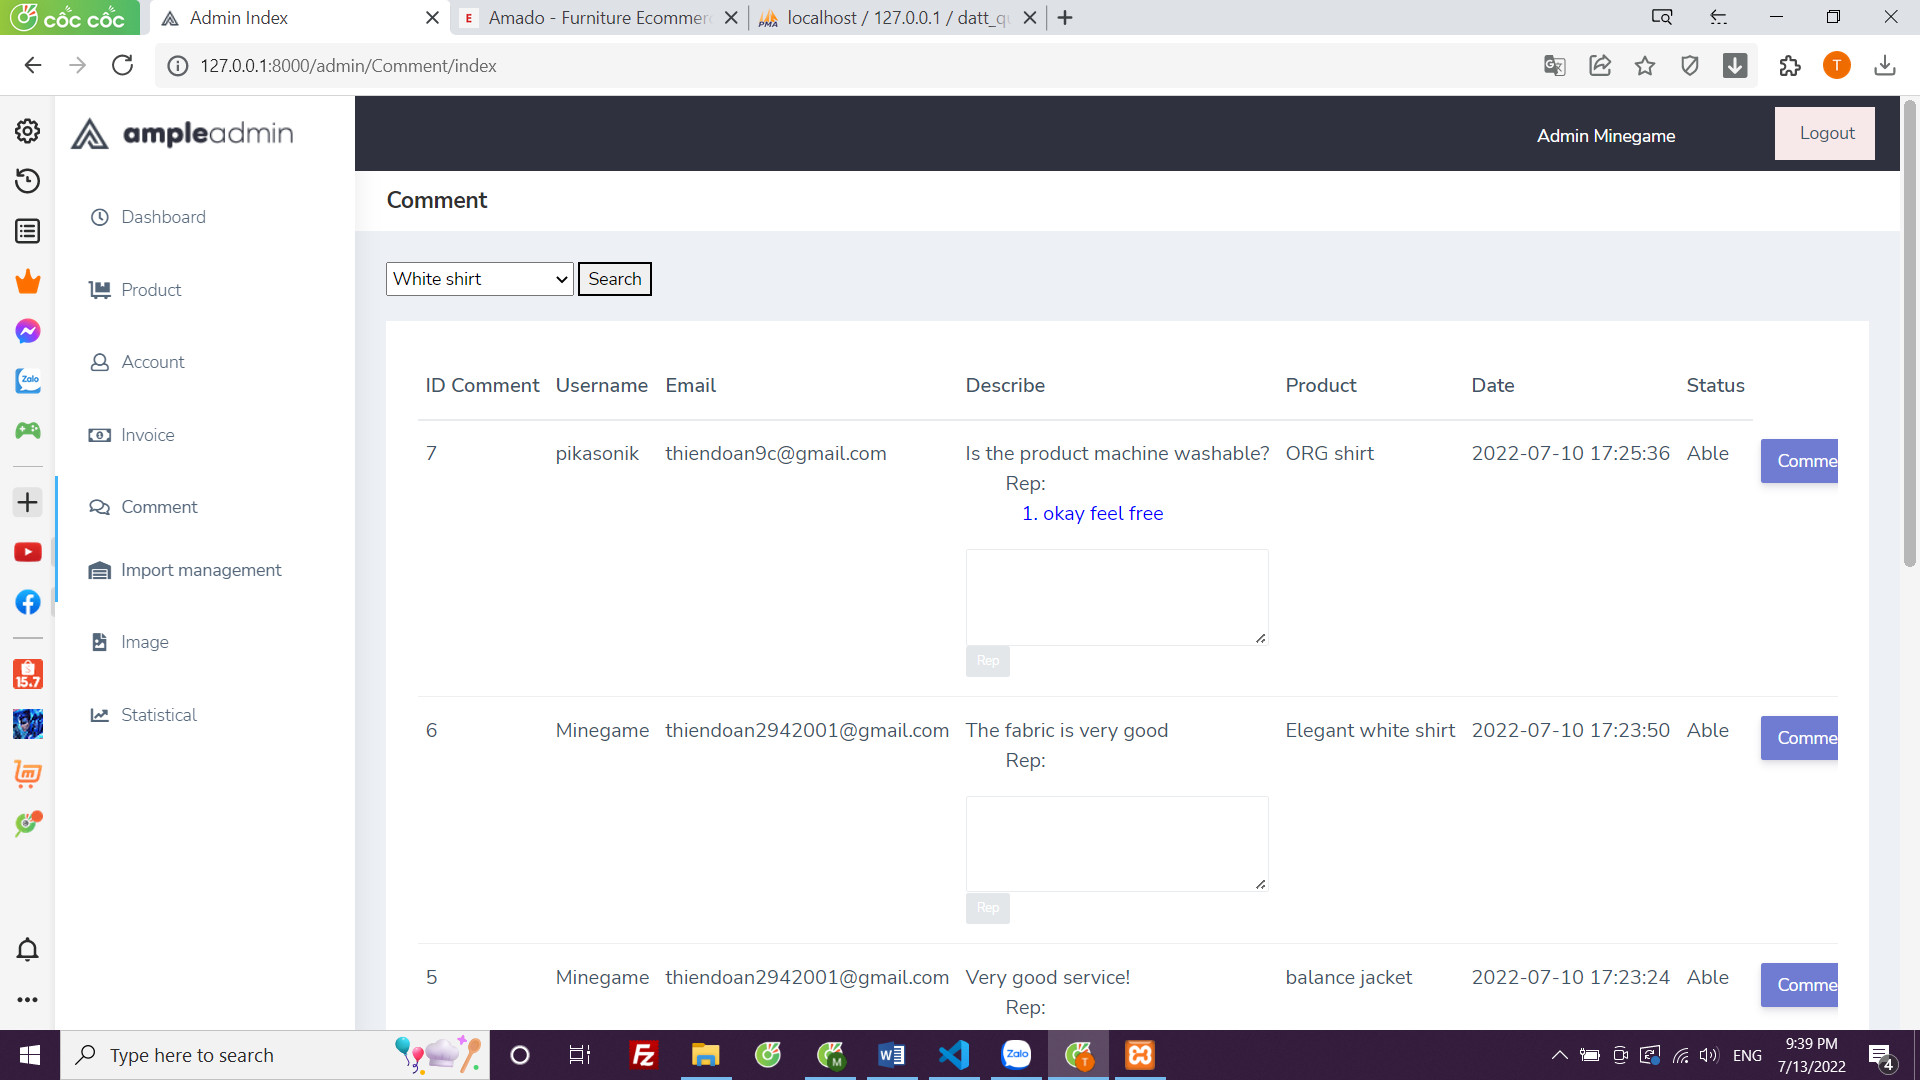 cốc cốc
Admin Index
Amado - Furniture Ecommer
localhost / 127.0.0.1 / datt_qu
127.0.0.1:8000/admin/Comment/index
T
ampleadmin
Admin Minegame
Logout
Dashboard
Product
Account
Invoice
Comment
Import management
Image
Statistical
Zalo
15.7
Comment
White shirt
Search
ID Comment Username Email Describe Product Date Status
7 pikasonik thiendoan9c@gmail.com Is the product machine washable? ORG shirt 2022-07-10 17:25:36 Able Comme
Rep:
1. okay feel free
Rep
6 Minegame thiendoan2942001@gmail.com The fabric is very good Elegant white shirt 2022-07-10 17:23:50 Able Comme
Rep:
Rep
5 Minegame thiendoan2942001@gmail.com Very good service! balance jacket 2022-07-10 17:23:24 Able Comme
Rep:
Type here to search
Zalo
ENG
9:39 PM
7/13/2022
4